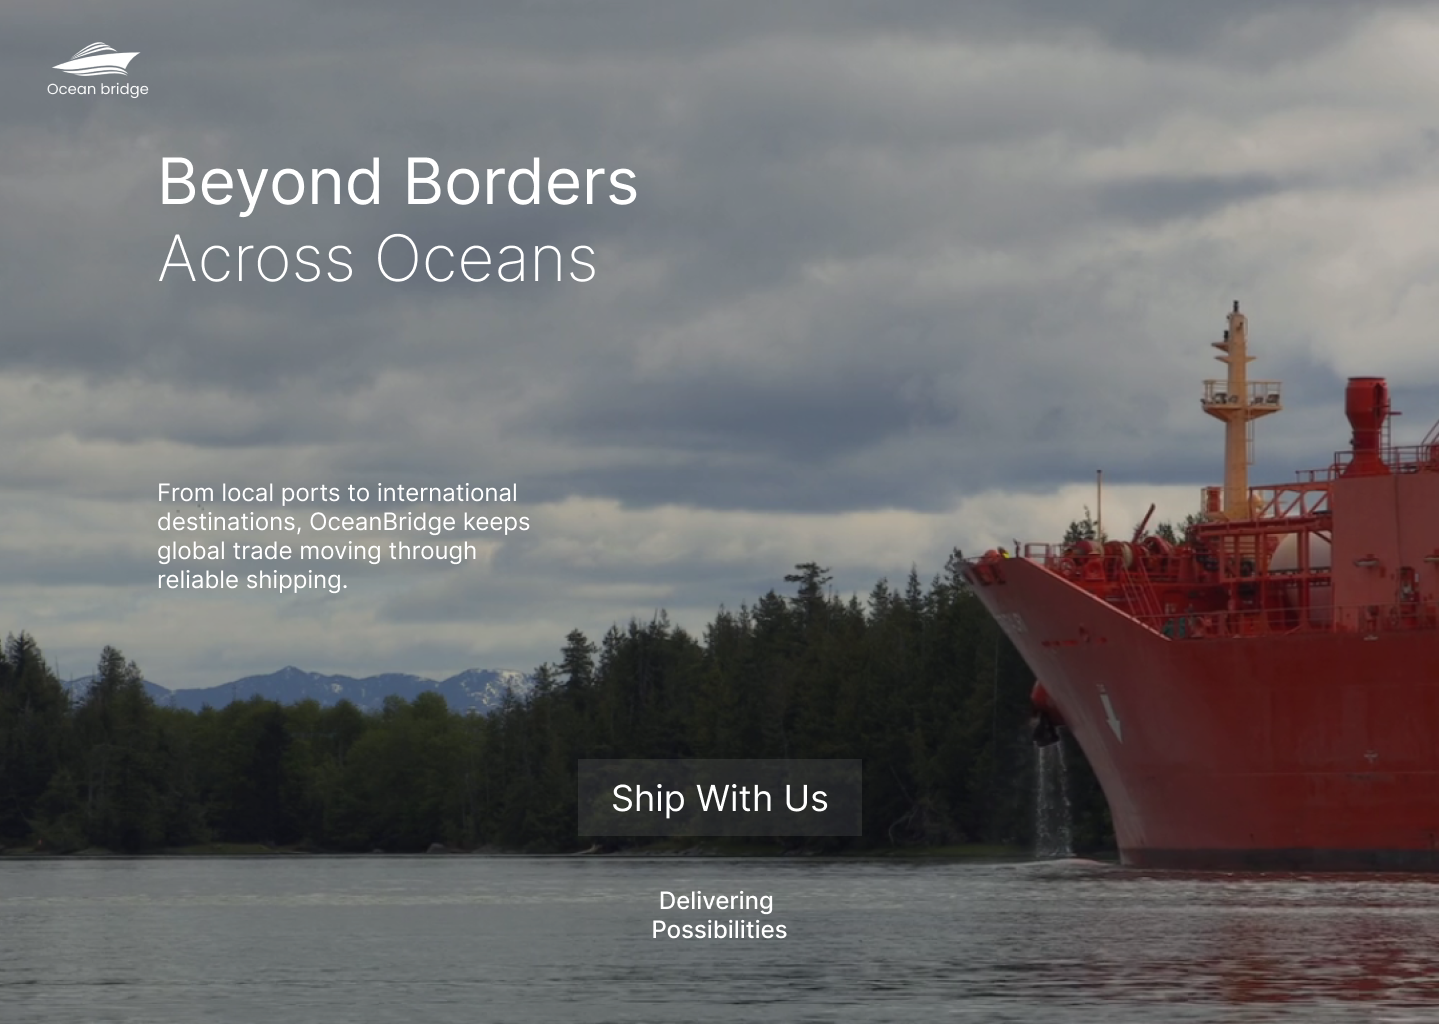 Ocean bridge
Beyond Borders
Across Oceans
From local ports to international
destinations, OceanBridge keeps
global trade moving through
reliable shipping.
Ship With Us
Delivering
Possibilities